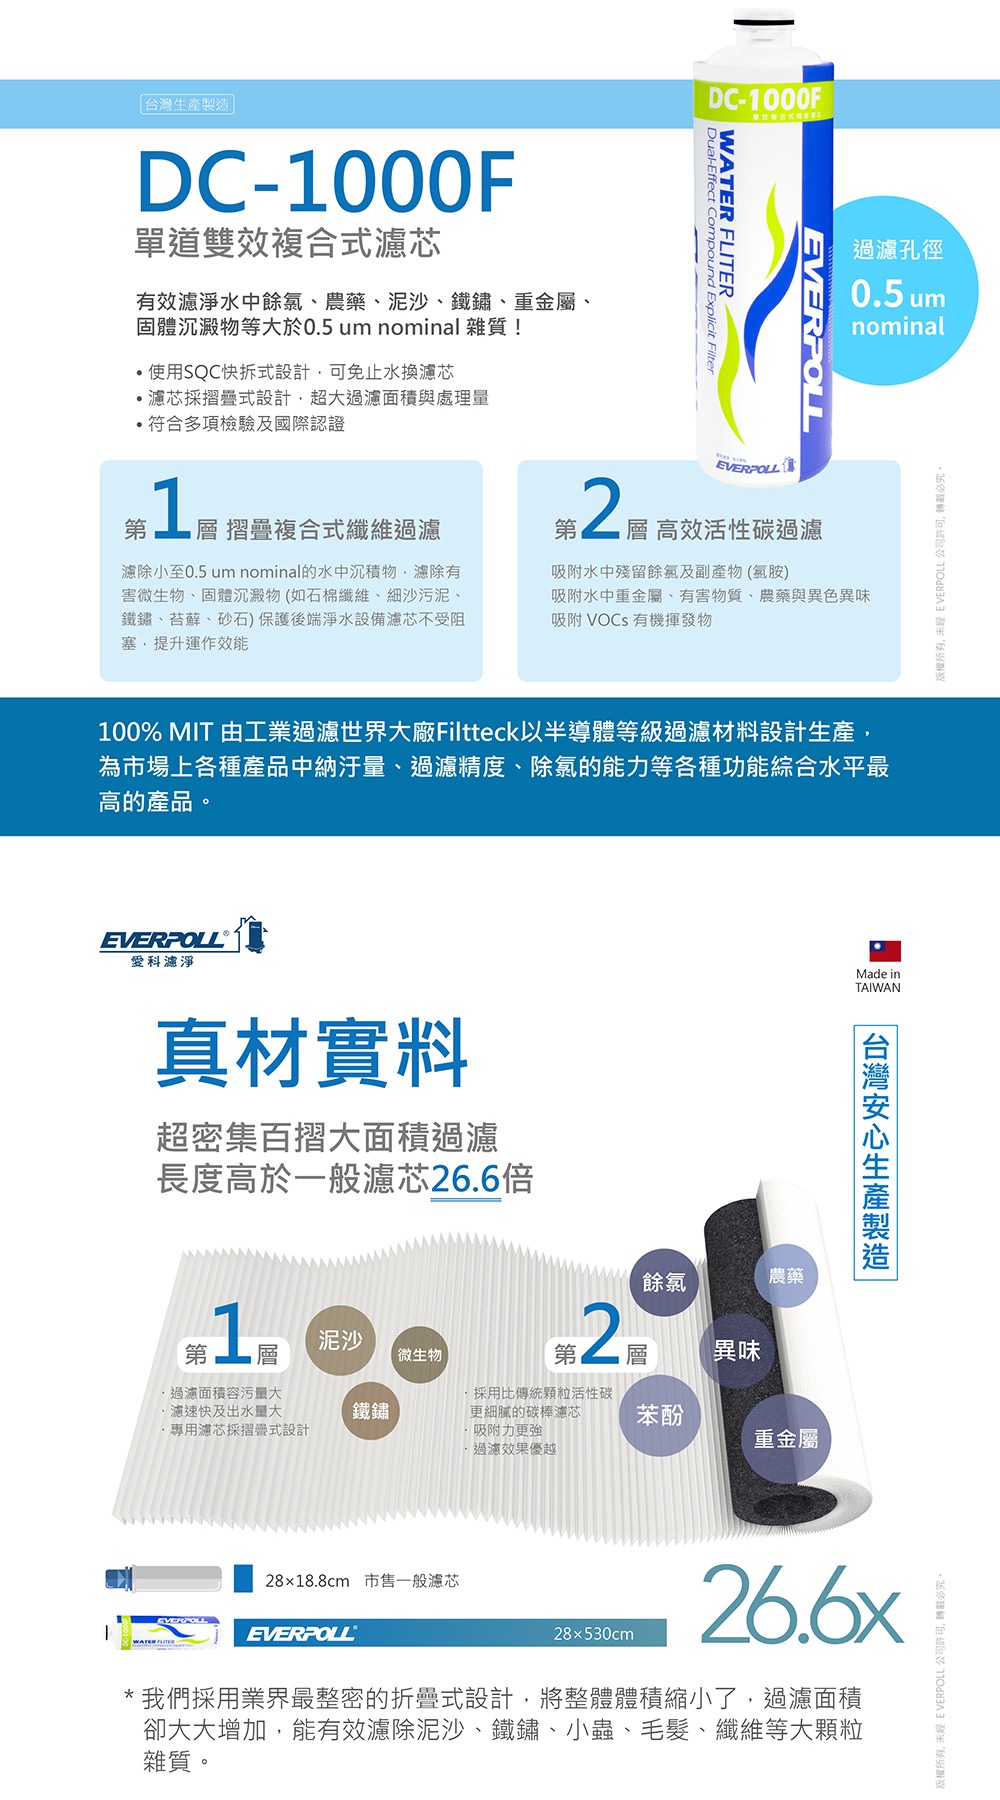 台灣生產製造
DC-1000F
單道雙效複合式濾芯
有效濾淨水中餘氯、農藥、泥沙、鐵鏽、重金屬、
固體沉澱物等大於0.5 um nominal 雜質！
• 使用SQC快拆式設計，可免止水換濾芯
• 濾芯採摺疊式設計，超大過濾面積與處理量
• 符合多項檢驗及國際認證
DC-1000F
WATER FLITER
Dual-Effect Compound Explicit Filter
EVERPOLL
EVERPOLL
過濾孔徑
0.5 um
nominal
第1層 摺疊複合式纖維過濾
濾除小至0.5 um nominal的水中沉積物，濾除有
害微生物、固體沉澱物 (如石棉纖維、細沙污泥、
鐵鏽、苔蘚、砂石) 保護後端淨水設備濾芯不受阻
塞，提升運作效能
第2層 高效活性碳過濾
吸附水中殘留餘氯及副產物 (氯胺)
吸附水中重金屬、有害物質、農藥與異色異味
吸附 VOCs 有機揮發物
版權所有, 未經 EVERPOLL 公司許可, 轉載必究。
100% MIT 由工業過濾世界大廠Filtteck以半導體等級過濾材料設計生產，
為市場上各種產品中納汙量、過濾精度、除氯的能力等各種功能綜合水平最
高的產品。
EVERPOLL®
愛科濾淨
Made in
TAIWAN
台灣安心生產製造
真材實料
超密集百摺大面積過濾
長度高於一般濾芯26.6倍
第1層
· 過濾面積容污量大
· 濾速快及出水量大
· 專用濾芯採摺疊式設計
泥沙
微生物
鐵鏽
第2層
· 採用比傳統顆粒活性碳
更細膩的碳棒濾芯
· 吸附力更強
· 過濾效果優越
餘氯
農藥
異味
苯酚
重金屬
28×18.8cm 市售一般濾芯
EVERPOLL
WATER FLITER
DC-1000F
EVERPOLL®
28×530cm
26.6x
* 我們採用業界最緊密的折疊式設計，將整體體積縮小了，過濾面積
卻大大增加，能有效濾除泥沙、鐵鏽、小蟲、毛髮、纖維等大顆粒
雜質。
版權所有, 未經 EVERPOLL 公司許可, 轉載必究。